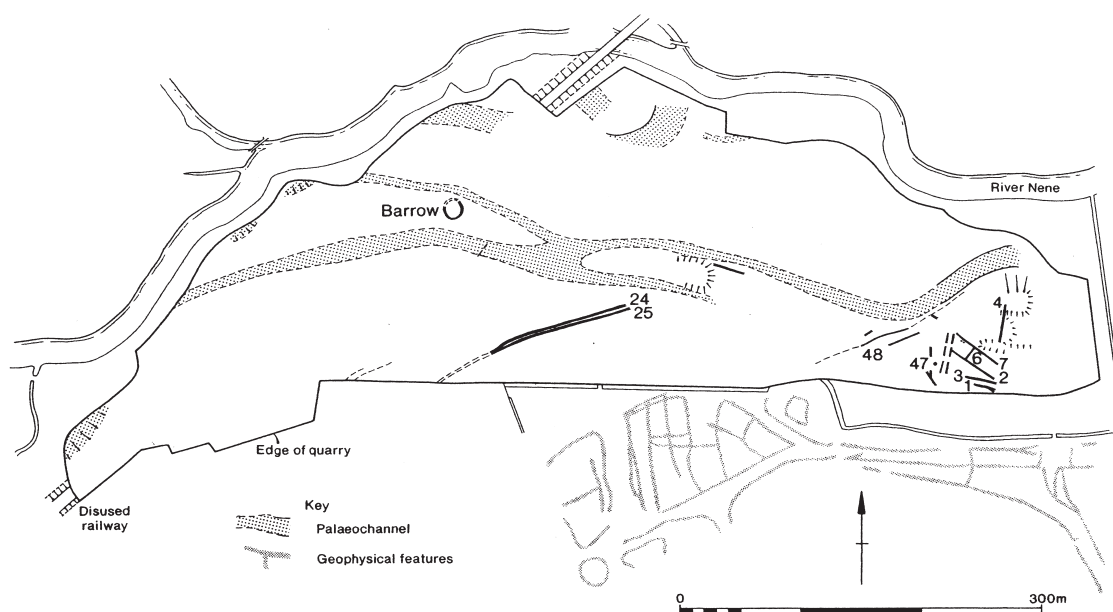 River Nene
Barrow
24
25
4
48
47
6
7
3
2
1
Edge of quarry
Disused
railway
Key
Palaeochannel
Geophysical features
0
300m